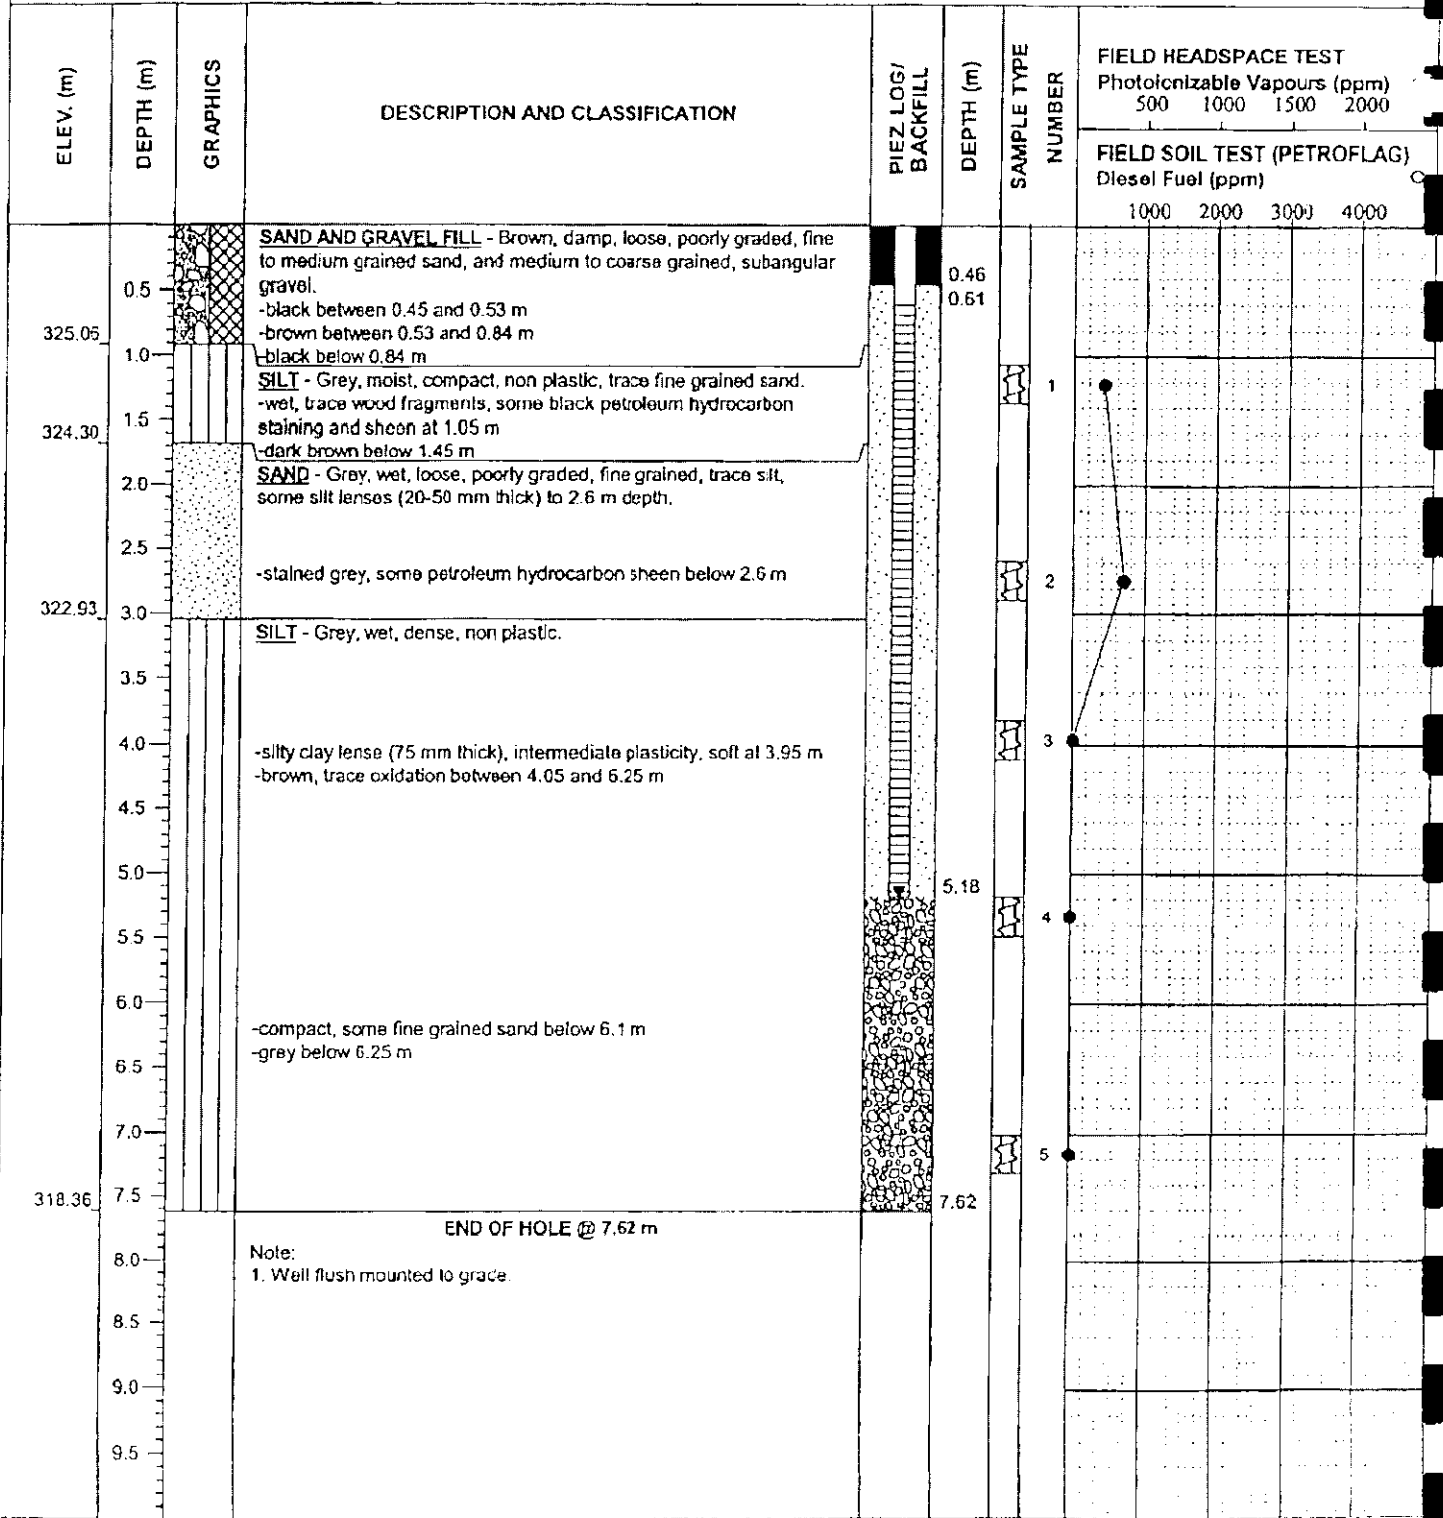 ELEV. (m)
DEPTH (m)
GRAPHICS
DESCRIPTION AND CLASSIFICATION
PIEZ LOG/
BACKFILL
DEPTH (m)
SAMPLE TYPE
NUMBER
FIELD HEADSPACE TEST
Photoionizable Vapours (ppm)
500 1000 1500 2000
FIELD SOIL TEST (PETROFLAG)
Diesel Fuel (ppm)
1000 2000 3000 4000
SAND AND GRAVEL FILL - Brown, damp, loose, poorly graded, fine
to medium grained sand, and medium to coarse grained, subangular
gravel.
-black between 0.45 and 0.53 m
-brown between 0.53 and 0.84 m
-black below 0.84 m
SILT - Grey, moist, compact, non plastic, trace fine grained sand.
-wet, trace wood fragments, some black petroleum hydrocarbon
staining and sheen at 1.05 m
-dark brown below 1.45 m
SAND - Grey, wet, loose, poorly graded, fine grained, trace silt,
some silt lenses (20-50 mm thick) to 2.6 m depth.
-stained grey, some petroleum hydrocarbon sheen below 2.6 m
SILT - Grey, wet, dense, non plastic.
-silty clay lense (75 mm thick), intermediate plasticity, soft at 3.95 m
-brown, trace oxidation between 4.05 and 6.25 m
-compact, some fine grained sand below 6.1 m
-grey below 6.25 m
END OF HOLE @ 7.62 m
Note:
1. Well flush mounted to grade.
325.05
324.30
322.93
318.36
0.5
1.0
1.5
2.0
2.5
3.0
3.5
4.0
4.5
5.0
5.5
6.0
6.5
7.0
7.5
8.0
8.5
9.0
9.5
0.46
0.61
5.18
7.62
1
2
3
4
5